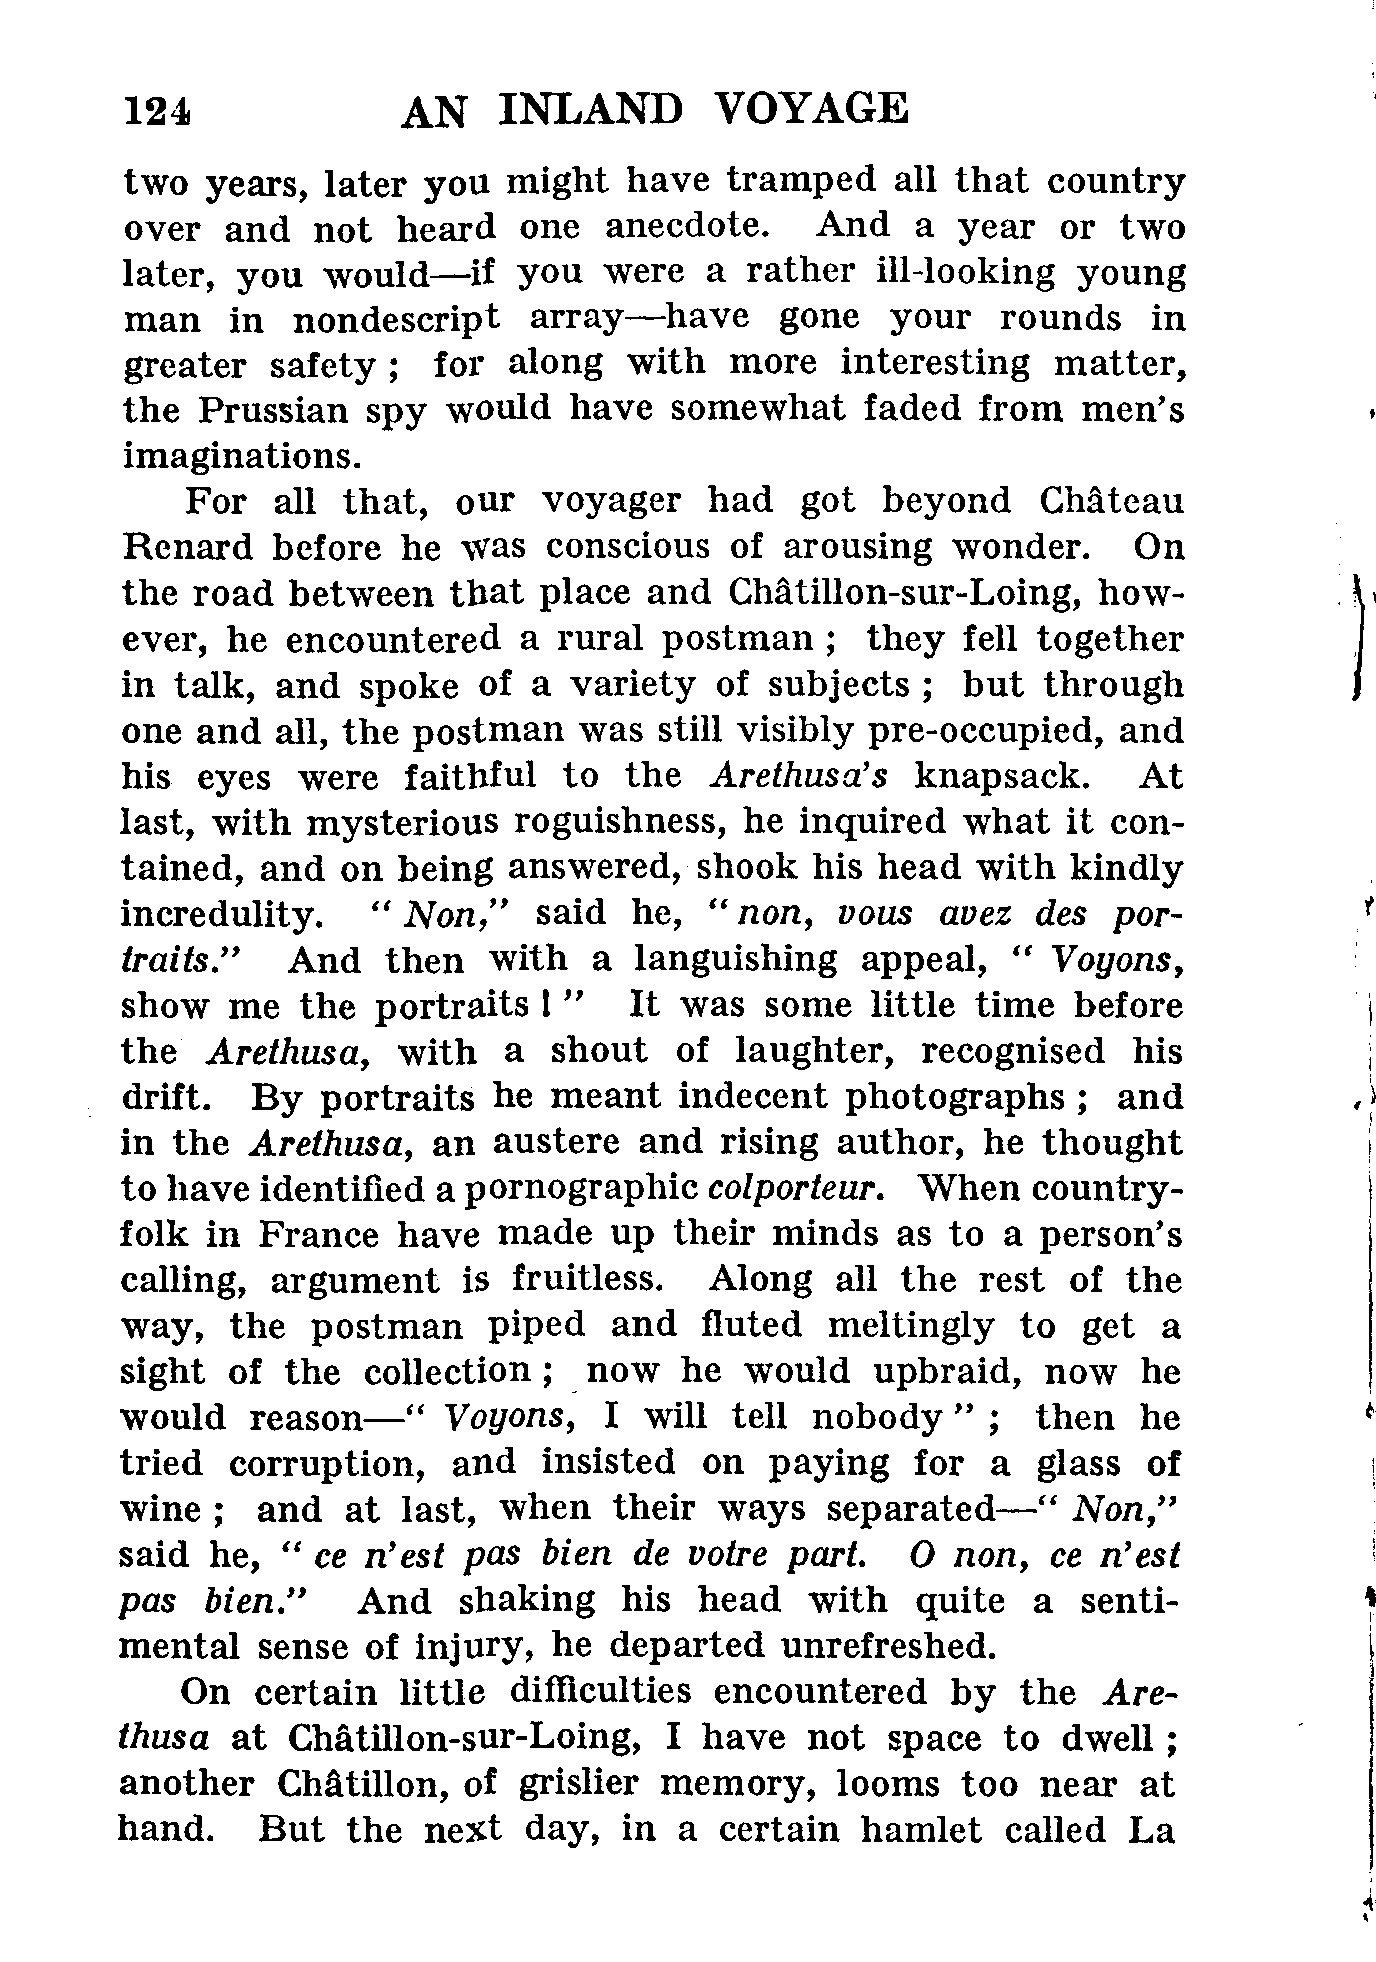 124 AN INLAND VOYAGE
two years, later you might have tramped all that country
over and not heard one anecdote. And a year or two
later, you would—if you were a rather ill-looking young
man in nondescript array—have gone your rounds in
greater safety ; for along with more interesting matter,
the Prussian spy would have somewhat faded from men's
imaginations.
For all that, our voyager had got beyond Château
Renard before he was conscious of arousing wonder. On
the road between that place and Châtillon-sur-Loing, how-
ever, he encountered a rural postman ; they fell together
in talk, and spoke of a variety of subjects ; but through
one and all, the postman was still visibly pre-occupied, and
his eyes were faithful to the Arethusa's knapsack. At
last, with mysterious roguishness, he inquired what it con-
tained, and on being answered, shook his head with kindly
incredulity. " Non," said he, " non, vous avez des por-
traits." And then with a languishing appeal, " Voyons,
show me the portraits ! " It was some little time before
the Arethusa, with a shout of laughter, recognised his
drift. By portraits he meant indecent photographs ; and
in the Arethusa, an austere and rising author, he thought
to have identified a pornographic colporteur. When country-
folk in France have made up their minds as to a person's
calling, argument is fruitless. Along all the rest of the
way, the postman piped and fluted meltingly to get a
sight of the collection ; now he would upbraid, now he
would reason—" Voyons, I will tell nobody " ; then he
tried corruption, and insisted on paying for a glass of
wine ; and at last, when their ways separated—" Non,"
said he, " ce n'est pas bien de votre part. O non, ce n'est
pas bien." And shaking his head with quite a senti-
mental sense of injury, he departed unrefreshed.
On certain little difficulties encountered by the Are-
thusa at Châtillon-sur-Loing, I have not space to dwell ;
another Châtillon, of grislier memory, looms too near at
hand. But the next day, in a certain hamlet called La